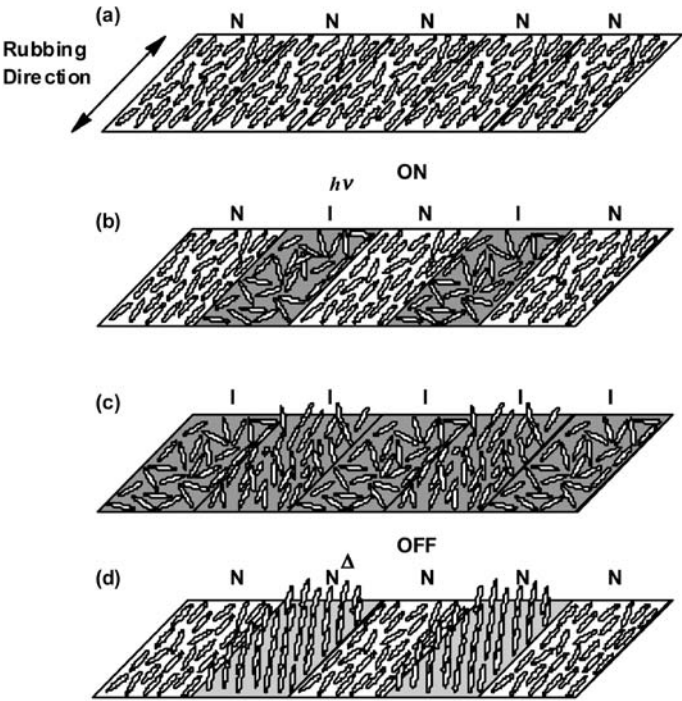 (a) N N N N N
Rubbing
Direction
ON
hν
(b) N I N I N
(c) I I I I I
OFF
Δ
(d) N N N N N